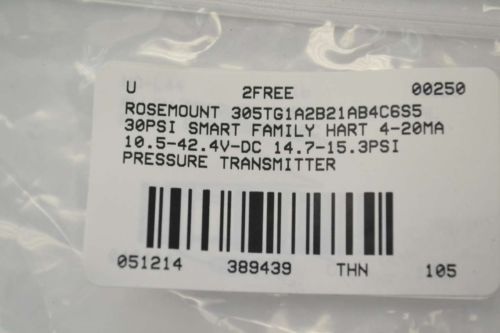 U 2FREE 00250
ROSEMOUNT 305TG1A2B21AB4C6S5
30PSI SMART FAMILY HART 4-20MA
10.5-42.4V-DC 14.7-15.3PSI
PRESSURE TRANSMITTER
051214 389439 THN 105